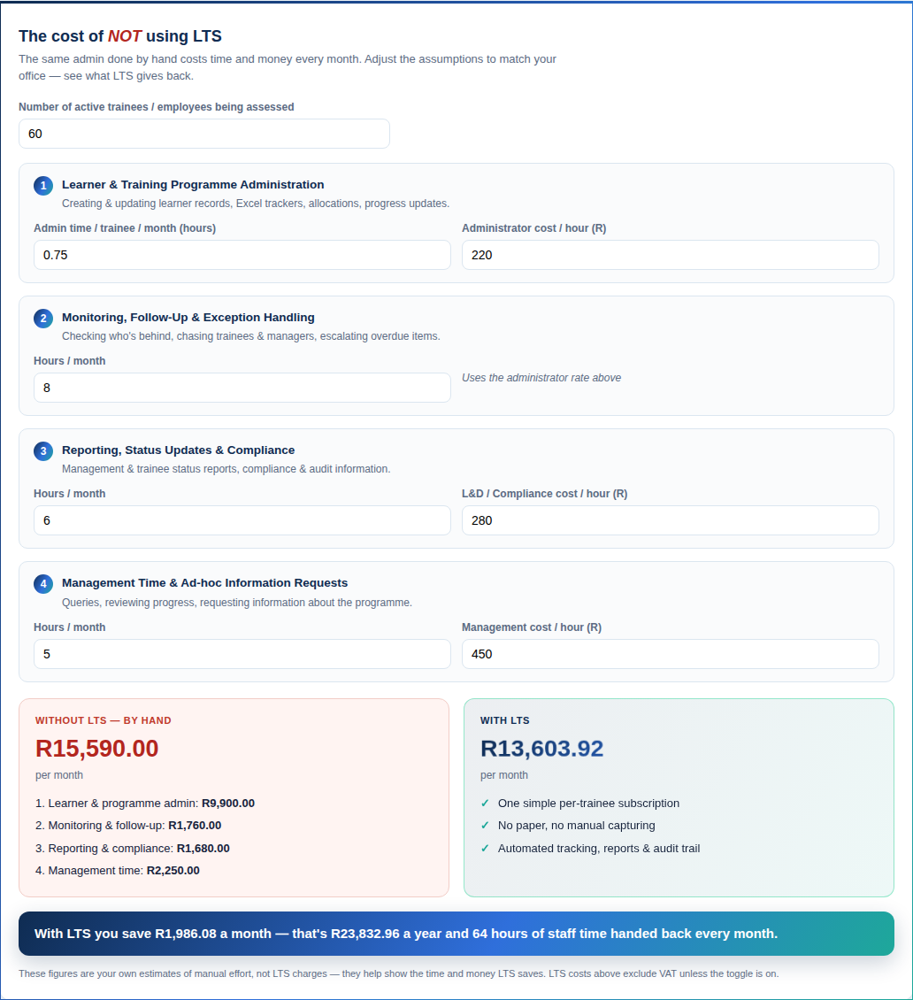 The cost of NOT using LTS
The same admin done by hand costs time and money every month. Adjust the assumptions to match your
office — see what LTS gives back.
Number of active trainees / employees being assessed
60
1 Learner & Training Programme Administration
Creating & updating learner records, Excel trackers, allocations, progress updates.
Admin time / trainee / month (hours)
0.75
Administrator cost / hour (R)
220
2 Monitoring, Follow-Up & Exception Handling
Checking who's behind, chasing trainees & managers, escalating overdue items.
Hours / month
8
Uses the administrator rate above
3 Reporting, Status Updates & Compliance
Management & trainee status reports, compliance & audit information.
Hours / month
6
L&D / Compliance cost / hour (R)
280
4 Management Time & Ad-hoc Information Requests
Queries, reviewing progress, requesting information about the programme.
Hours / month
5
Management cost / hour (R)
450
WITHOUT LTS — BY HAND
R15,590.00
per month
1. Learner & programme admin: R9,900.00
2. Monitoring & follow-up: R1,760.00
3. Reporting & compliance: R1,680.00
4. Management time: R2,250.00
WITH LTS
R13,603.92
per month
✓ One simple per-trainee subscription
✓ No paper, no manual capturing
✓ Automated tracking, reports & audit trail
With LTS you save R1,986.08 a month — that's R23,832.96 a year and 64 hours of staff time handed back every month.
These figures are your own estimates of manual effort, not LTS charges — they help show the time and money LTS saves. LTS costs above exclude VAT unless the toggle is on.